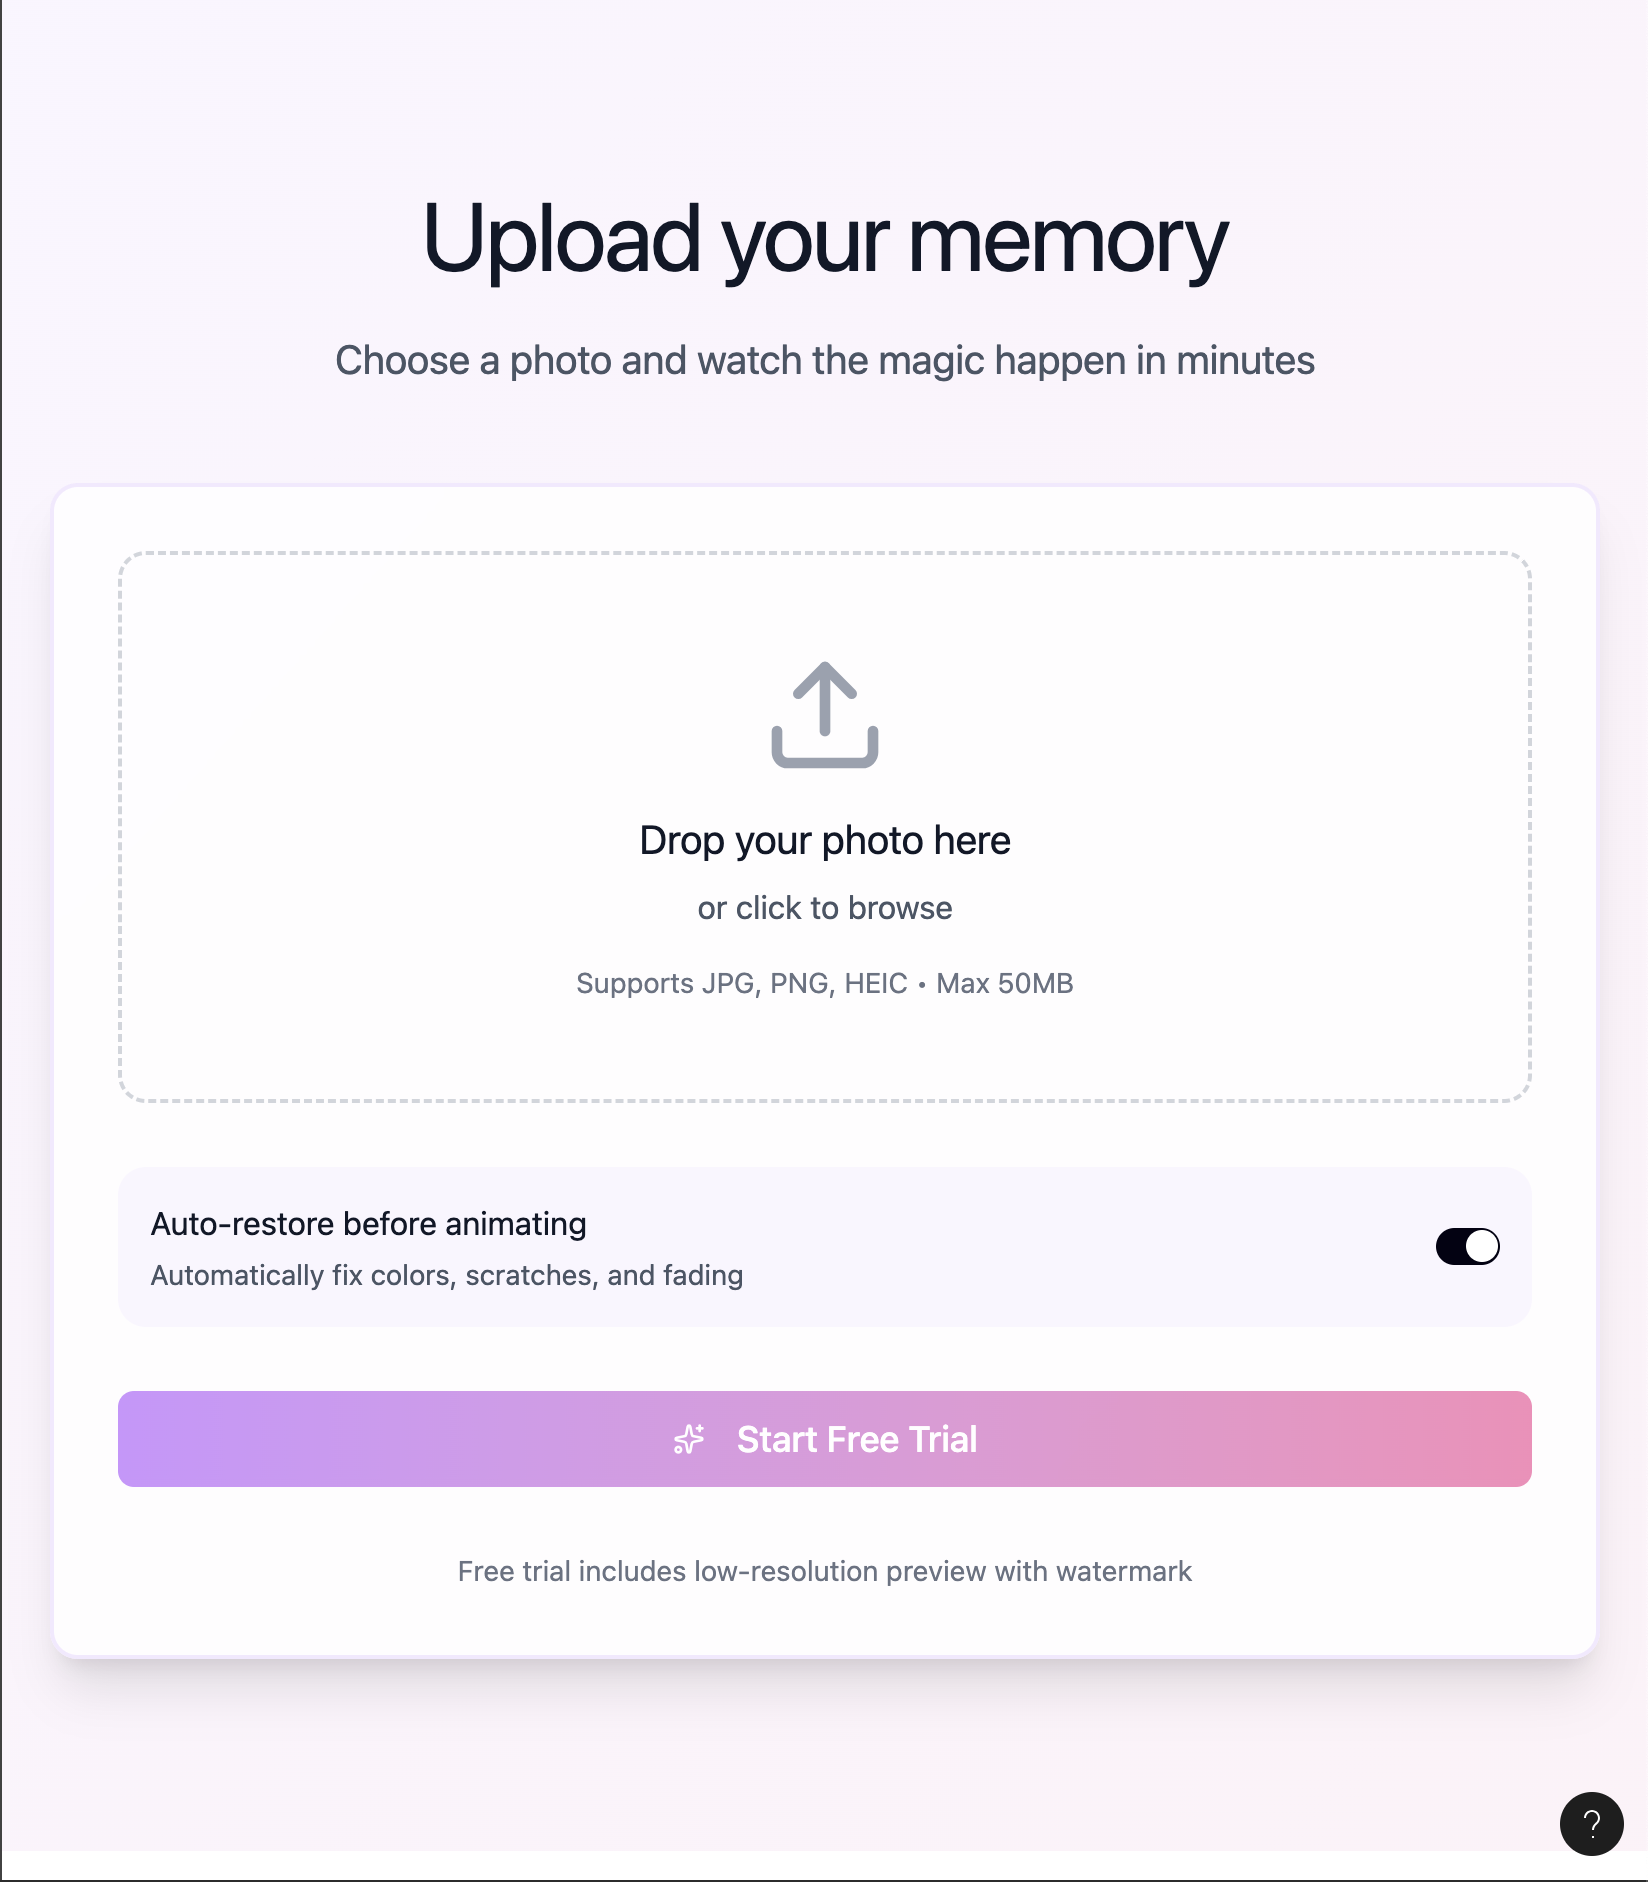 Upload your memory
Choose a photo and watch the magic happen in minutes
Drop your photo here
or click to browse
Supports JPG, PNG, HEIC • Max 50MB
Auto-restore before animating
Automatically fix colors, scratches, and fading
Start Free Trial
Free trial includes low-resolution preview with watermark
?